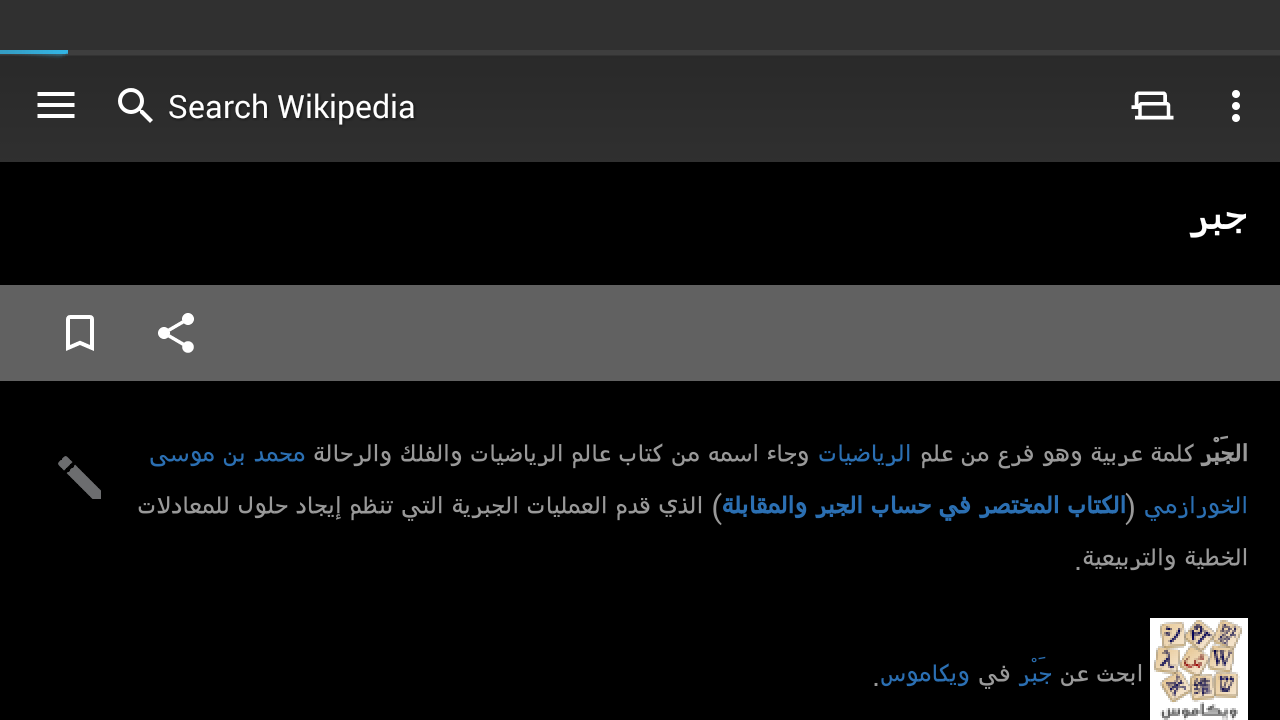 Search Wikipedia
جبر
الجَبْر كلمة عربية وهو فرع من علم الرياضيات وجاء اسمه من كتاب عالم الرياضيات والفلك والرحالة محمد بن موسى
الخورازمي (الكتاب المختصر في حساب الجبر والمقابلة) الذي قدم العمليات الجبرية التي تنظم إيجاد حلول للمعادلات
الخطية والتربيعية.
ابحث عن جَبْر في ويكاموس.
ويكاموس